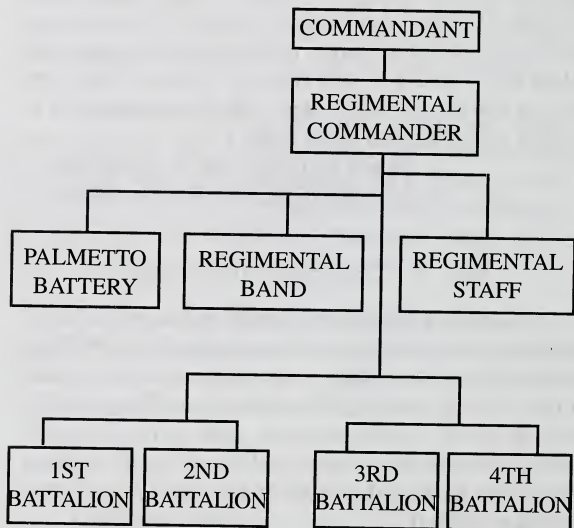 COMMANDANT
REGIMENTAL
COMMANDER
PALMETTO
BATTERY
REGIMENTAL
BAND
REGIMENTAL
STAFF
1ST
BATTALION
2ND
BATTALION
3RD
BATTALION
4TH
BATTALION